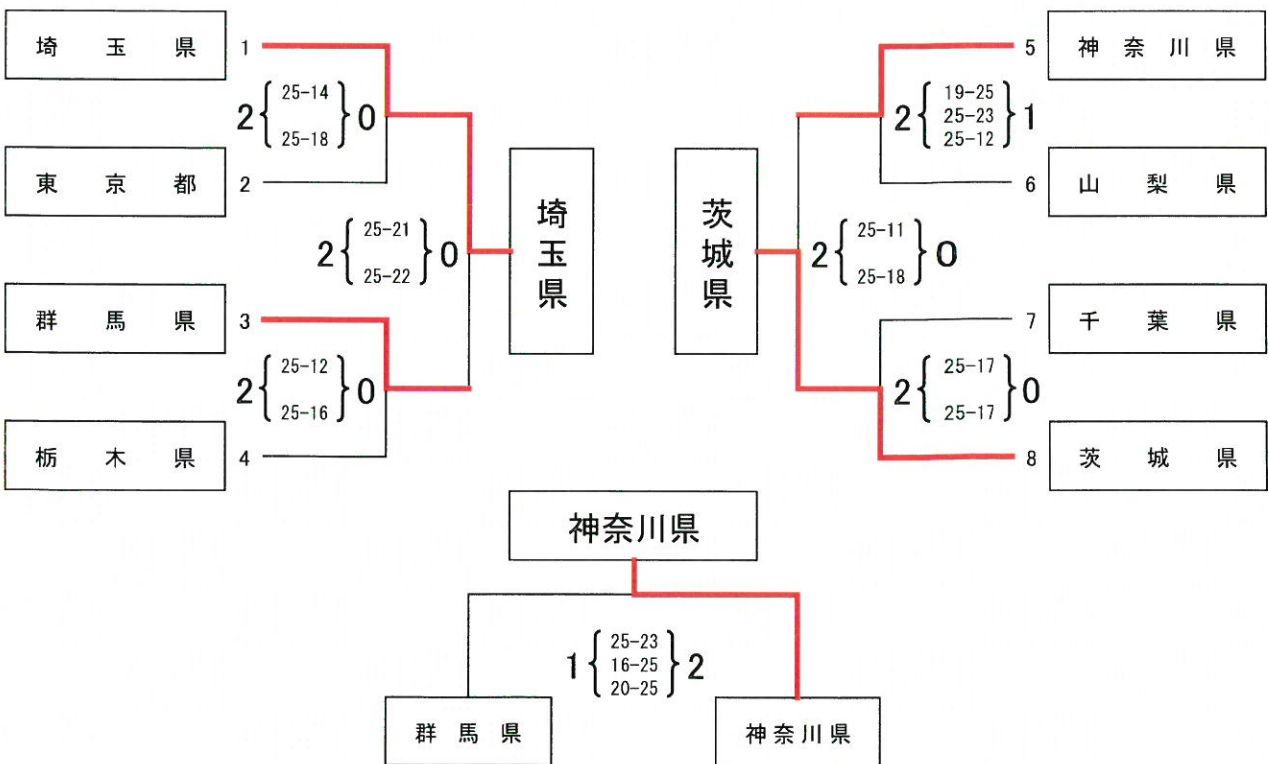 埼玉県 1
2 { 25-14 } 0
25-18
東京都 2
2 { 25-21 } 0
25-22
群馬県 3
2 { 25-12 } 0
25-16
栃木県 4
埼玉県
茨城県
5 神奈川県
2 { 19-25 } 1
25-23
25-12
6 山梨県
2 { 25-11 } 0
25-18
7 千葉県
2 { 25-17 } 0
25-17
8 茨城県
神奈川県
25-23
1 { 16-25 } 2
20-25
群馬県
神奈川県